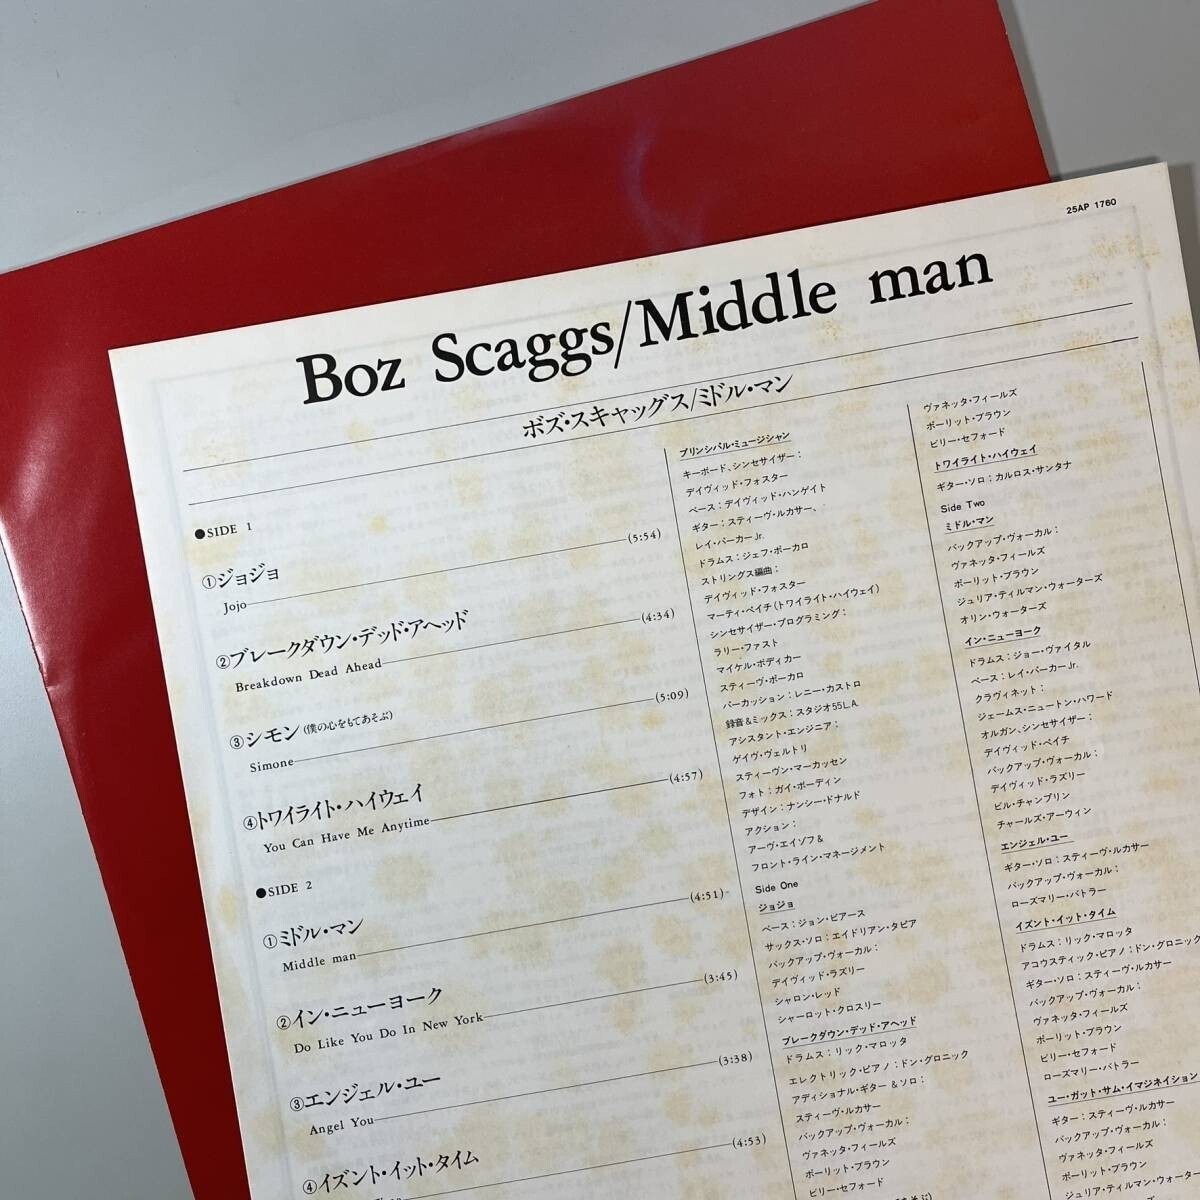 25AP 1760
Boz Scaggs/Middle man
ボズ・スキャッグス/ミドル・マン
●SIDE 1
①ジョジョ
Jojo (5:54)
②ブレークダウン・デッド・アヘッド
Breakdown Dead Ahead (4:34)
③シモン(僕の心をもてあそぶ)
Simone (5:09)
④トワイライト・ハイウェイ
You Can Have Me Anytime (4:57)
●SIDE 2
①ミドル・マン
Middle man (4:51)
②イン・ニューヨーク
Do Like You Do In New York (3:45)
③エンジェル・ユー
Angel You (3:38)
④イズント・イット・タイム
(4:53)
プリンシパル・ミュージシャン
キーボード、シンセサイザー:
デイヴィッド・フォスター
ベース:デイヴィッド・ハンゲイト
ギター:スティーヴ・ルカサー、
レイ・パーカーJr.
ドラムス:ジェフ・ポーカロ
ストリングス編曲:
デイヴィッド・フォスター
マーティ・ペイチ(トワイライト・ハイウェイ)
シンセサイザー・プログラミング:
ラリー・ファスト
マイケル・ボディカー
スティーヴ・ポーカロ
パーカッション:レニー・カストロ
録音&ミックス:スタジオ55L.A.
アシスタント・エンジニア:
ゲイヴ・ヴェルトリ
スティーヴン・マーカッセン
フォト:ガイ・ボーディン
デザイン:ナンシー・ドナルド
アクション:
アーヴ・エイゾフ&
フロント・ライン・マネージメント
Side One
ジョジョ
ベース:ジョン・ピアース
サックス・ソロ:エイドリアン・タピア
バックアップ・ヴォーカル:
デイヴィッド・ラズリー
シャロン・レッド
シャーロット・クロスリー
ブレークダウン・デッド・アヘッド
ドラムス:リック・マロッタ
エレクトリック・ピアノ:ドン・グロニック
アディショナル・ギター&ソロ:
スティーヴ・ルカサー
バックアップ・ヴォーカル:
ヴァネッタ・フィールズ
ポーリット・ブラウン
ビリー・セフォード
ヴァネッタ・フィールズ
ポーリット・ブラウン
ビリー・セフォード
トワイライト・ハイウェイ
ギター・ソロ:カルロス・サンタナ
Side Two
ミドル・マン
バックアップ・ヴォーカル:
ヴァネッタ・フィールズ
ポーリット・ブラウン
ジュリア・ティルマン・ウォーターズ
オリン・ウォーターズ
イン・ニューヨーク
ドラムス:ジョー・ヴァイタル
ベース:レイ・パーカーJr.
クラヴィネット:
ジェームス・ニュートン・ハワード
オルガン、シンセサイザー:
デイヴィッド・ペイチ
バックアップ・ヴォーカル:
デイヴィッド・ラズリー
ビル・チャンプリン
チャールズ・アーウィン
エンジェル・ユー
ギター・ソロ:スティーヴ・ルカサー
バックアップ・ヴォーカル:
ローズマリー・バトラー
イズント・イット・タイム
ドラムス:リック・マロッタ
アコウスティック・ピアノ:ドン・グロニック
ギター・ソロ:スティーヴ・ルカサー
バックアップ・ヴォーカル:
ヴァネッタ・フィールズ
ポーリット・ブラウン
ビリー・セフォード
ローズマリー・バトラー
ユー・ガット・サム・イマジネイション
ギター:スティーヴ・ルカサー
バックアップ・ヴォーカル:
ヴァネッタ・フィールズ
ポーリット・ブラウン
ジュリア・ティルマン・ウォーター